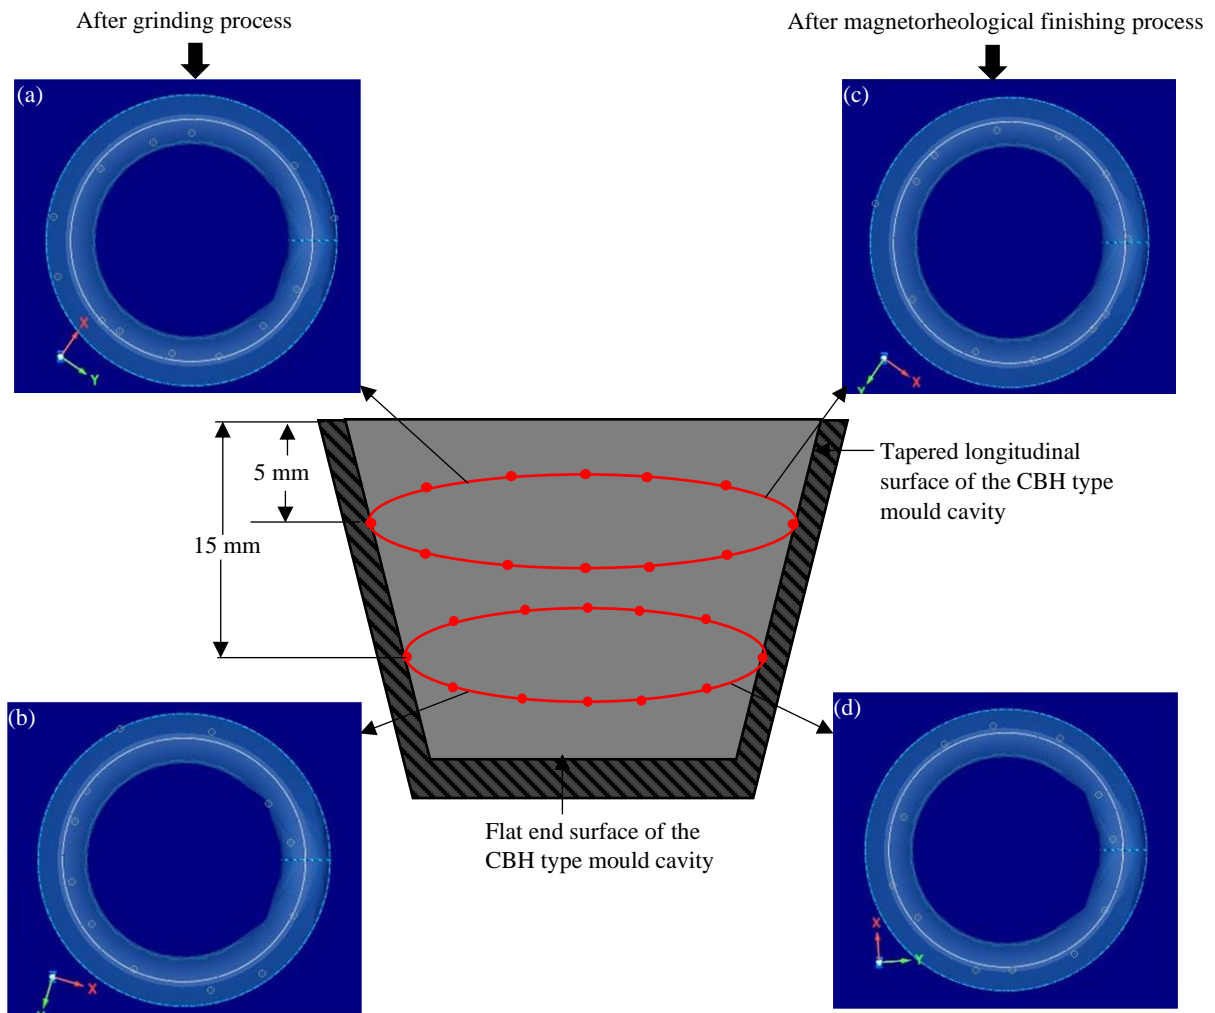 After grinding process
After magnetorheological finishing process
(a)
X
Y
(c)
X
Y
5 mm
15 mm
Tapered longitudinal
surface of the CBH type
mould cavity
(b)
X
(d)
X
Y
Flat end surface of the
CBH type mould cavity